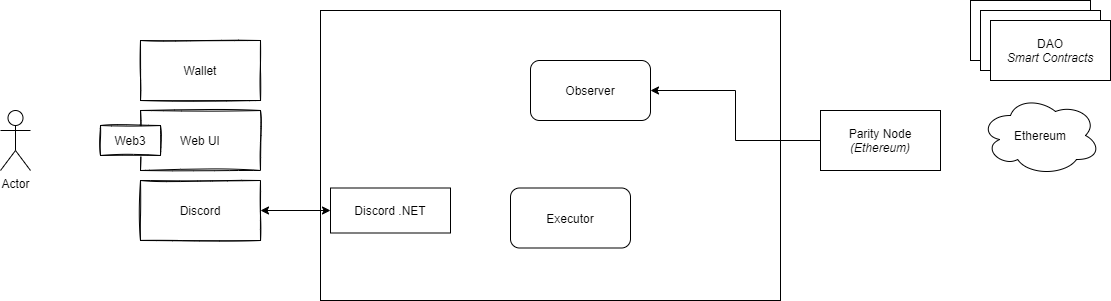 DAO
Smart Contracts
Wallet
Observer
Web3
Web UI
Parity Node
(Ethereum)
Ethereum
Actor
Discord
Discord .NET
Executor